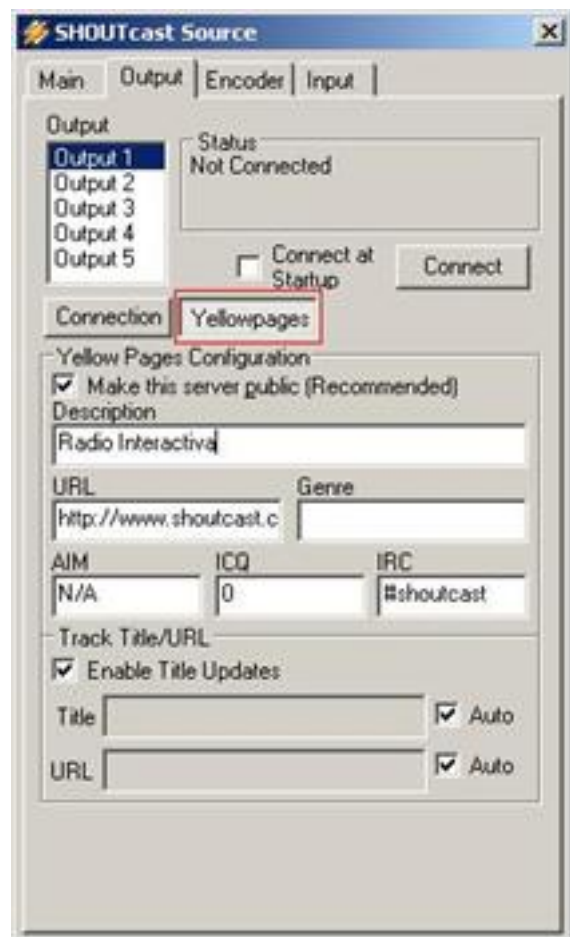 SHOUTcast Source
Main Output Encoder Input
Output
Output 1
Output 2
Output 3
Output 4
Output 5
Status
Not Connected
Connect at Startup
Connect
Connection Yellowpages
Yellow Pages Configuration
Make this server public (Recommended)
Description
Radio Interactiva
URL Genre
http://www.shoutcast.c
AIM ICQ IRC
N/A 0 #shoutcast
Track Title/URL
Enable Title Updates
Title Auto
URL Auto